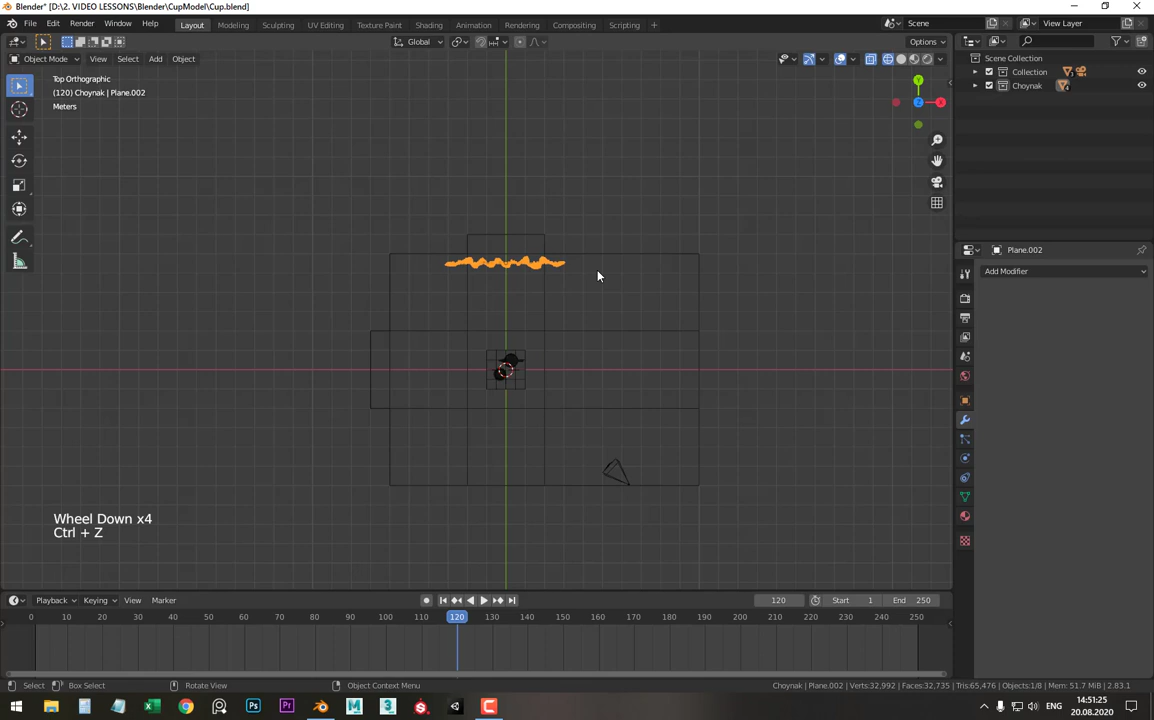 Blender* [D:\2. VIDEO LESSONS\Blender\CupModel\Cup.blend]
File Edit Render Window Help Layout Modeling Sculpting UV Editing Texture Paint Shading Animation Rendering Compositing Scripting + Scene View Layer
Global Options
Object Mode View Select Add Object Scene Collection
Top Orthographic
Collection 3
(120) Choynak | Plane.002
Choynak 4
Meters
Y
Z X
Plane.002
Add Modifier
Wheel Down x4
Ctrl + Z
Playback Keying View Marker 120 Start 1 End 250
0 10 20 30 40 50 60 70 80 90 100 110 120 130 140 150 160 170 180 190 200 210 220 230 240 250
Select Box Select Rotate View Object Context Menu Choynak | Plane.002 | Verts:32,992 | Faces:32,735 | Tris:65,476 | Objects:1/8 | Mem: 51.7 MiB | 2.83.1
Ps Pr M 3 S C ENG 14:51:25
20.08.2020